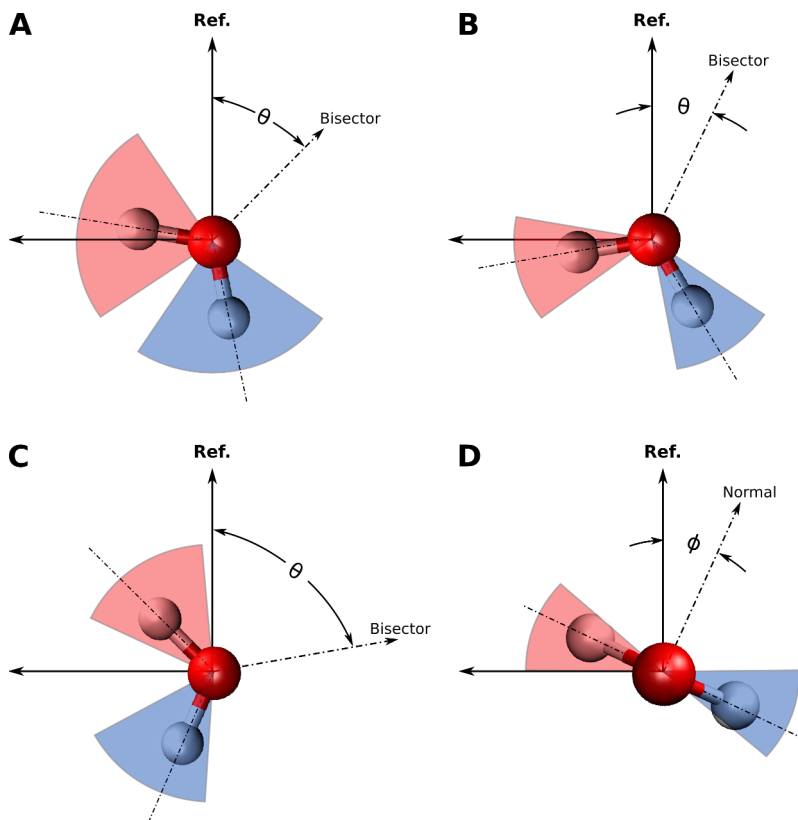 A
Ref.
θ
Bisector
B
Ref.
θ
Bisector
C
Ref.
θ
Bisector
D
Ref.
ϕ
Normal